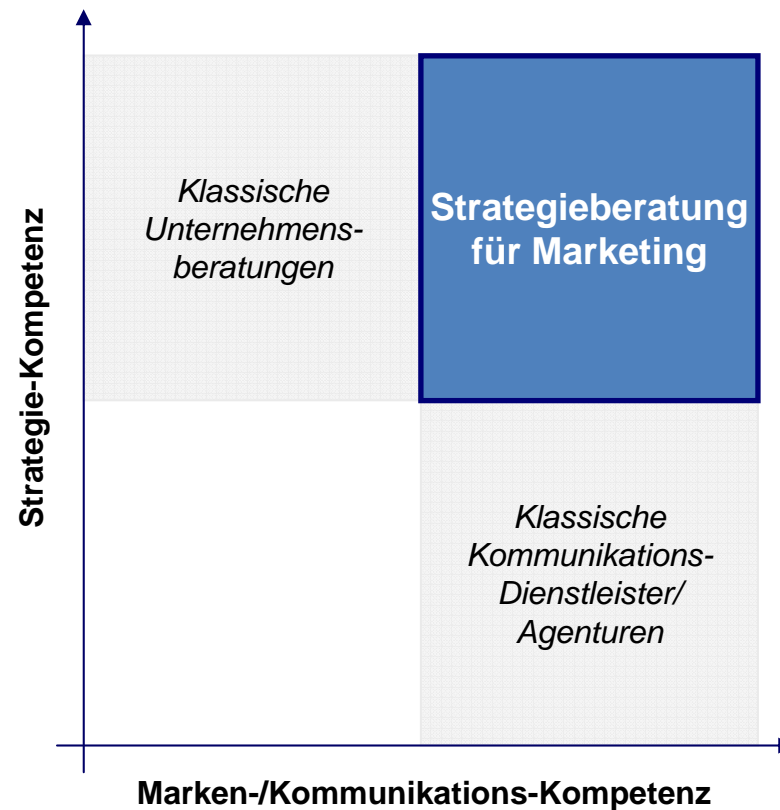 Strategie-Kompetenz
Klassische
Unternehmens-
beratungen
Strategieberatung
für Marketing
Klassische
Kommunikations-
Dienstleister/
Agenturen
Marken-/Kommunikations-Kompetenz